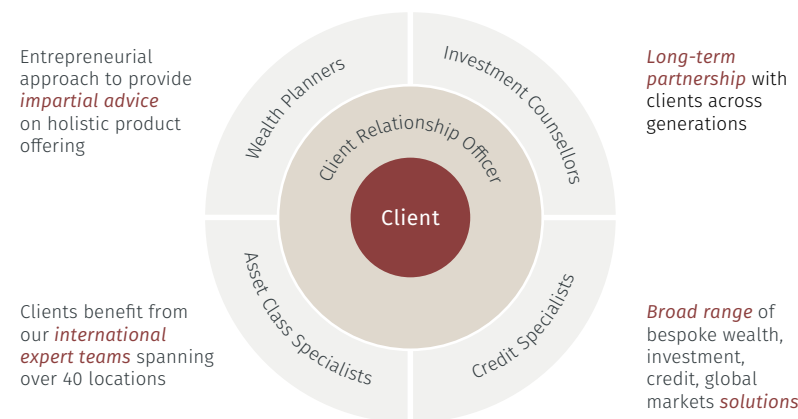 Entrepreneurial
approach to provide
impartial advice
on holistic product
offering
Wealth Planners
Investment Counsellors
Long-term
partnership with
clients across
generations
Client Relationship Officer
Client
Clients benefit from
our international
expert teams spanning
over 40 locations
Asset Class Specialists
Credit Specialists
Broad range of
bespoke wealth,
investment,
credit, global
markets solutions